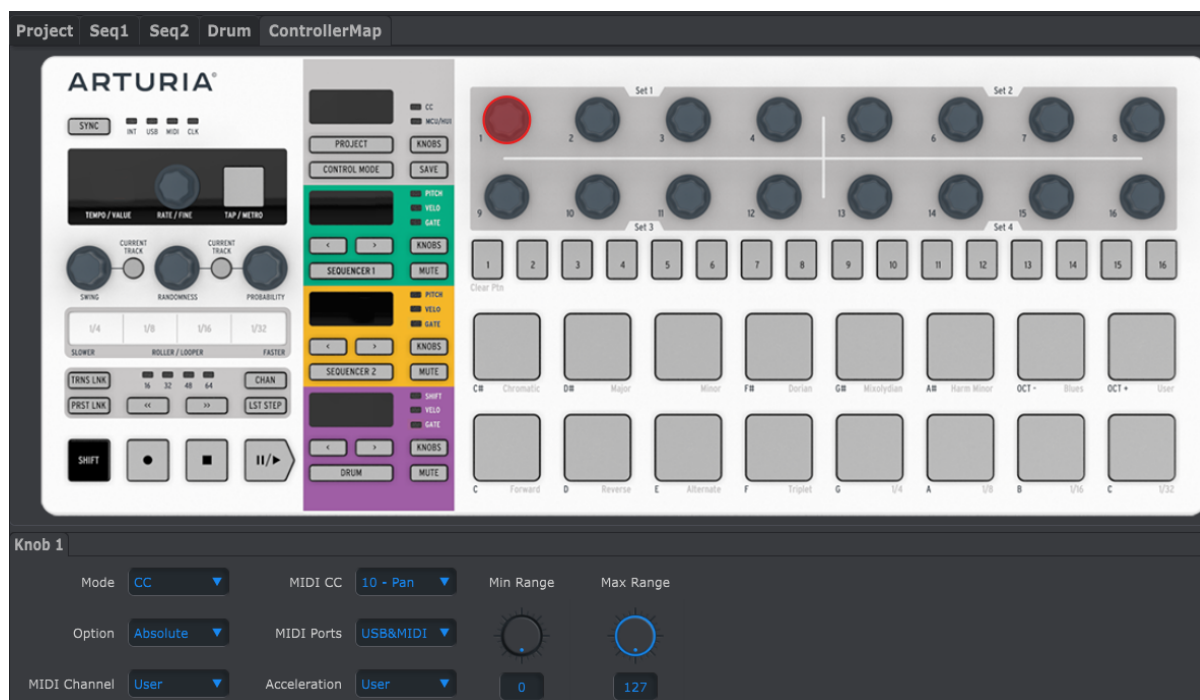 Project Seq1 Seq2 Drum ControllerMap
ARTURIA
SYNC
INT USB MIDI CLK
TEMPO / VALUE RATE / FINE TAP / METRO
CURRENT TRACK
CURRENT TRACK
SWING RANDOMNESS PROBABILITY
1/4 1/8 1/16 1/32
SLOWER ROLLER / LOOPER FASTER
TRNS LNK 16 32 48 64 CHAN
PRST LNK << >> LST STEP
SHIFT
CC
MCU/HUI
PROJECT KNOBS
CONTROL MODE SAVE
PITCH
VELO
GATE
< > KNOBS
SEQUENCER 1 MUTE
PITCH
VELO
GATE
< > KNOBS
SEQUENCER 2 MUTE
SHIFT
VELO
GATE
< > KNOBS
DRUM MUTE
Set 1 Set 2
1 2 3 4 5 6 7 8
9 10 11 12 13 14 15 16
Set 3 Set 4
1 2 3 4 5 6 7 8 9 10 11 12 13 14 15 16
Clear Ptn
C# Chromatic D# Major Minor F# Dorian G# Mixolydian A# Harm Minor OCT - Blues OCT + User
C Forward D Reverse E Alternate F Triplet G 1/4 A 1/8 B 1/16 C 1/32
Knob 1
Mode CC MIDI CC 10 - Pan Min Range Max Range
Option Absolute MIDI Ports USB&MIDI
MIDI Channel User Acceleration User 0 127